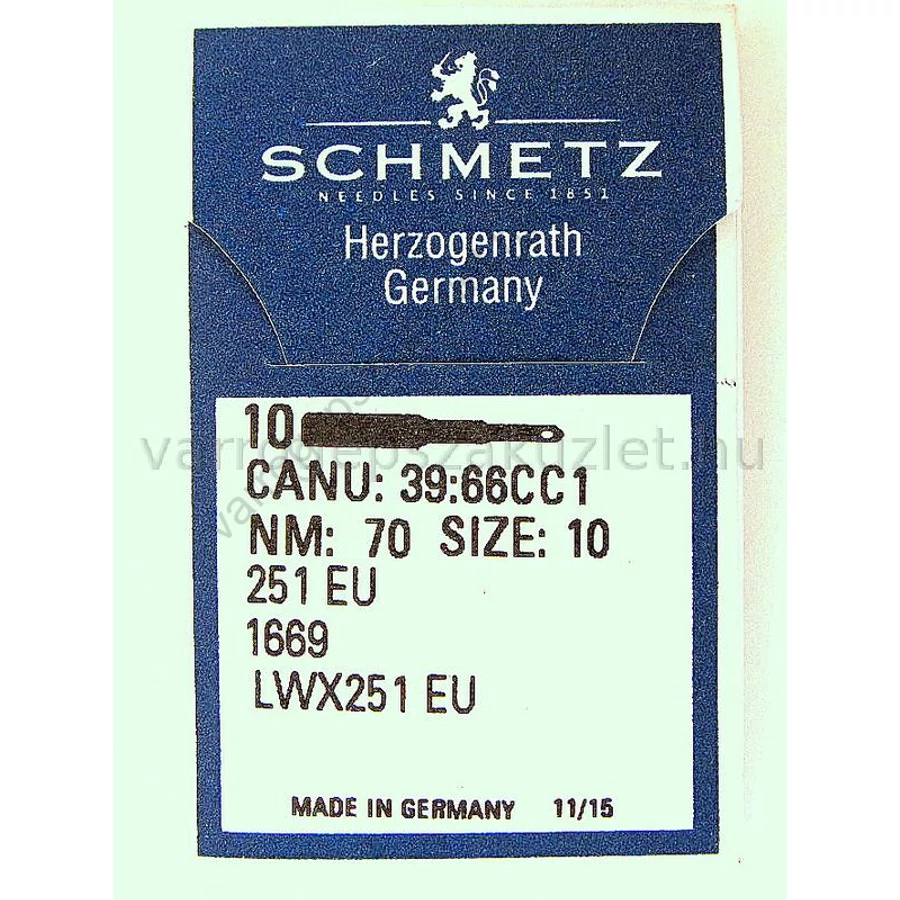 SCHMETZ
NEEDLES SINCE 1851
Herzogenrath
Germany
10
CANU: 39:66CC1
NM: 70 SIZE: 10
251 EU
1669
LWX251 EU
MADE IN GERMANY 11/15